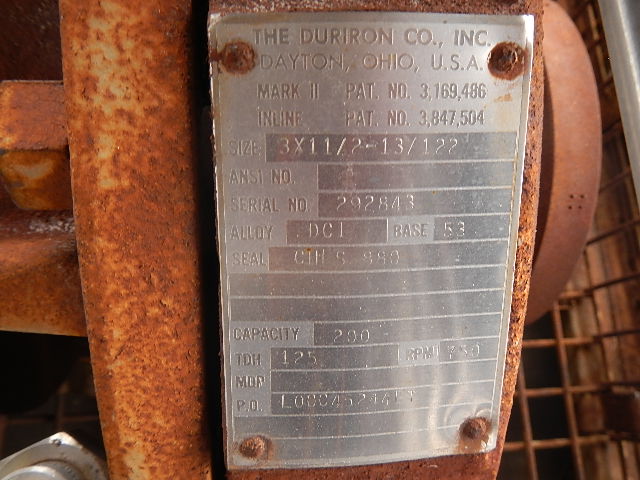 THE DURIRON CO., INC.
DAYTON, OHIO, U.S.A.
MARK II PAT. NO. 3,169,486
INLINE PAT. NO. 3,847,504
SIZE 3X11/2-13/122
ANSI NO.
SERIAL NO. 292843
ALLOY DCI BASE 53
SEAL
CAPACITY 200
TDH 125 RPM
MDP
P.O.